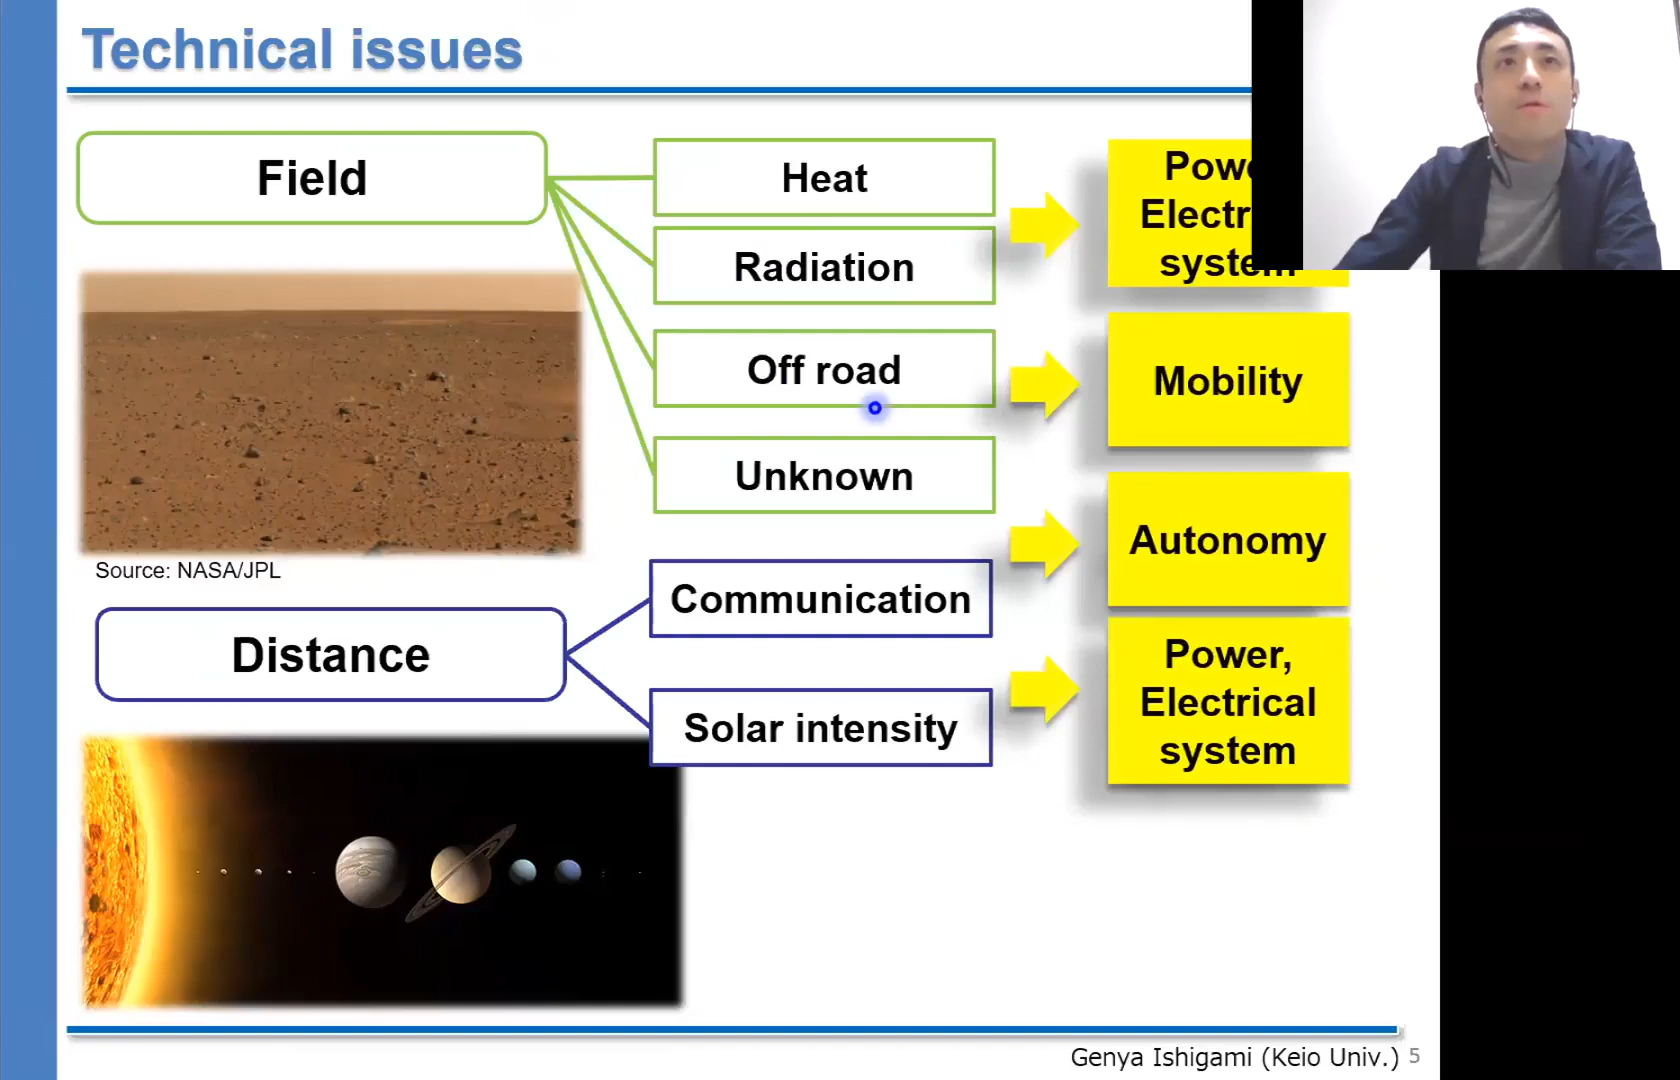 Technical issues
Field
Heat
Radiation
Off road
Unknown
Source: NASA/JPL
Distance
Communication
Solar intensity
system
Mobility
Autonomy
Power,
Electrical
system
Genya Ishigami (Keio Univ.) 5